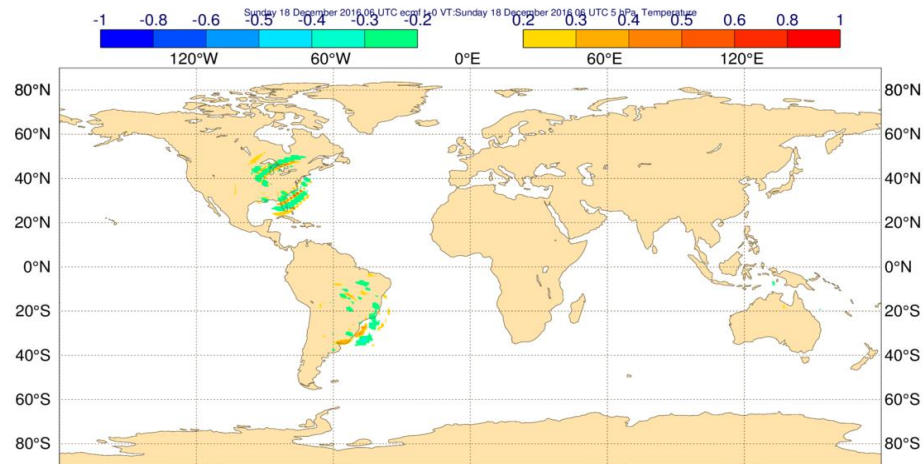 Sunday 18 December 2016 06 UTC ecmf t+0 VT:Sunday 18 December 2016 06 UTC 5 hPa Temperature
-1 -0.8 -0.6 -0.5 -0.4 -0.3 -0.2 0.2 0.3 0.4 0.5 0.6 0.8 1
120°W 60°W 0°E 60°E 120°E
80°N 80°N
60°N 60°N
40°N 40°N
20°N 20°N
0°N 0°N
20°S 20°S
40°S 40°S
60°S 60°S
80°S 80°S